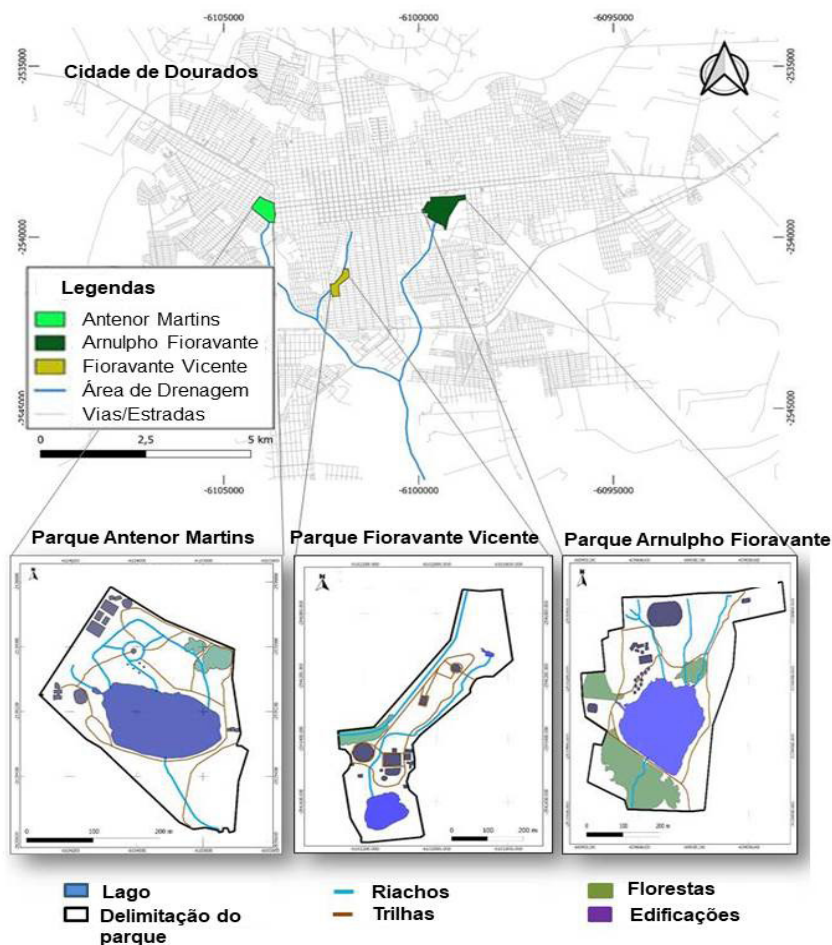 -6105000
-6100000
-6095000
-2535000
Cidade de Dourados
-2535000
-2540000
-2540000
Legendas
Antenor Martins
Arnulpho Fioravante
Fioravante Vicente
Área de Drenagem
Vias/Estradas
-2545000
-2545000
0 2,5 5 km
-6105000
-6100000
-6095000
Parque Antenor Martins
Parque Fioravante Vicente
Parque Arnulpho Fioravante
N
N
N
0 100 200 m
0 100 200 m
0 100 200 m
Lago
Riachos
Florestas
Delimitação do
parque
Trilhas
Edificações